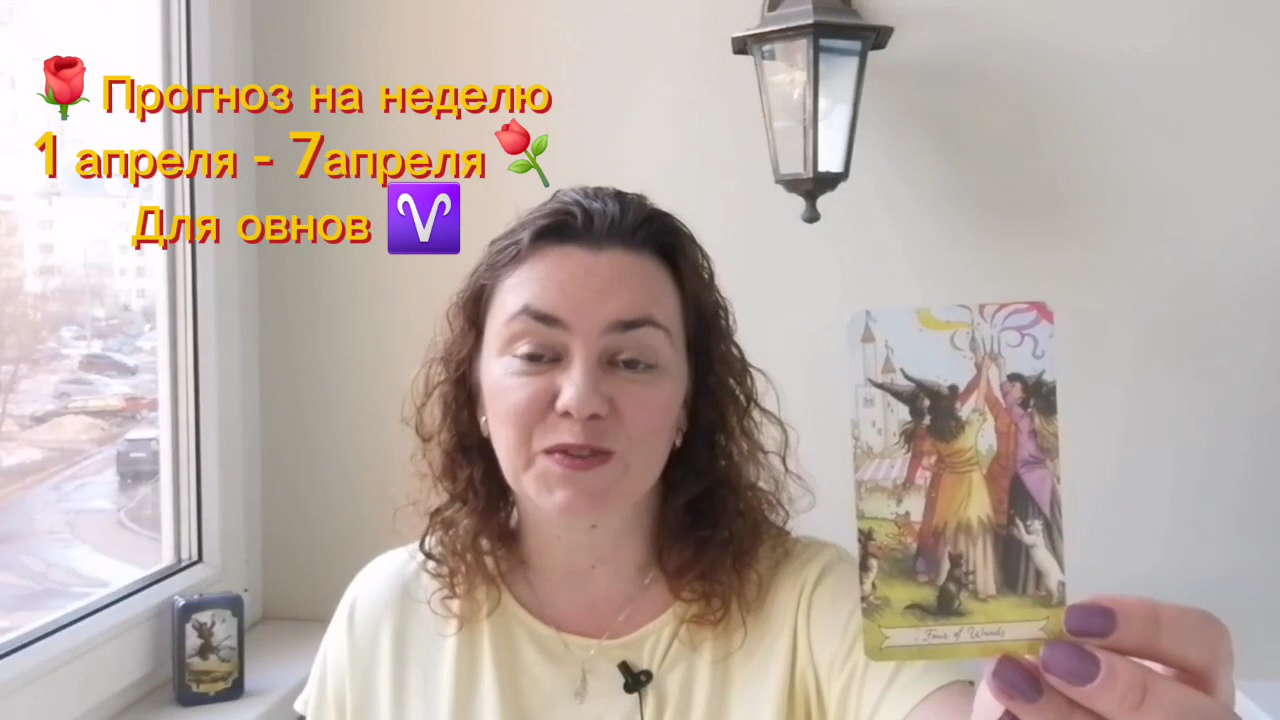 Прогноз на неделю
1 апреля - 7апреля
Для овнов
Four of Wands